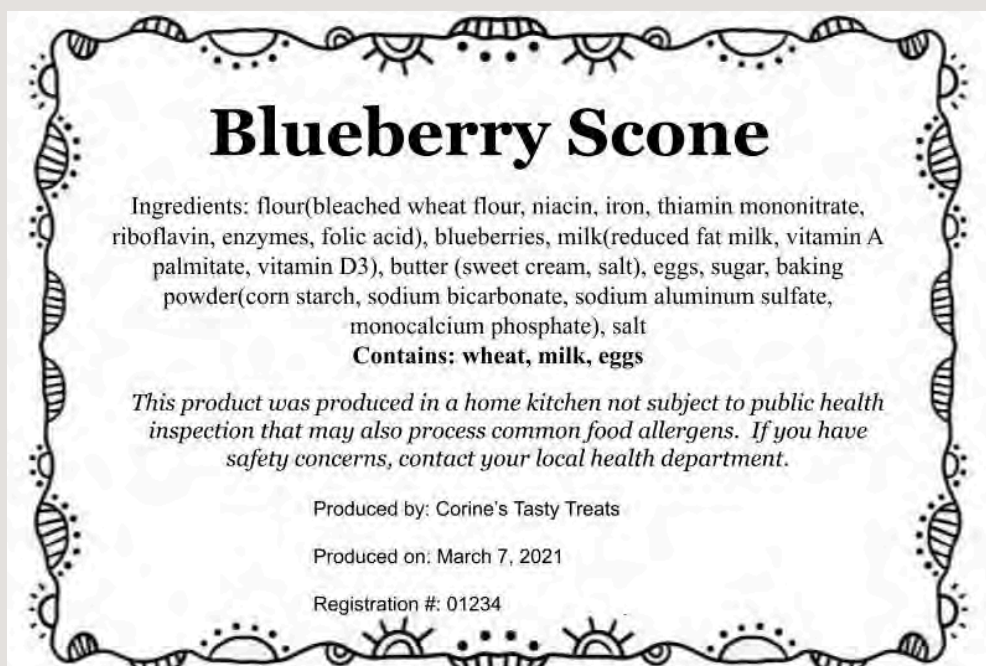 Blueberry Scone
Ingredients: flour(bleached wheat flour, niacin, iron, thiamin mononitrate,
riboflavin, enzymes, folic acid), blueberries, milk(reduced fat milk, vitamin A
palmitate, vitamin D3), butter (sweet cream, salt), eggs, sugar, baking
powder(corn starch, sodium bicarbonate, sodium aluminum sulfate,
monocalcium phosphate), salt
Contains: wheat, milk, eggs
This product was produced in a home kitchen not subject to public health
inspection that may also process common food allergens.  If you have
safety concerns, contact your local health department.
Produced by: Corine’s Tasty Treats
Produced on: March 7, 2021
Registration #: 01234